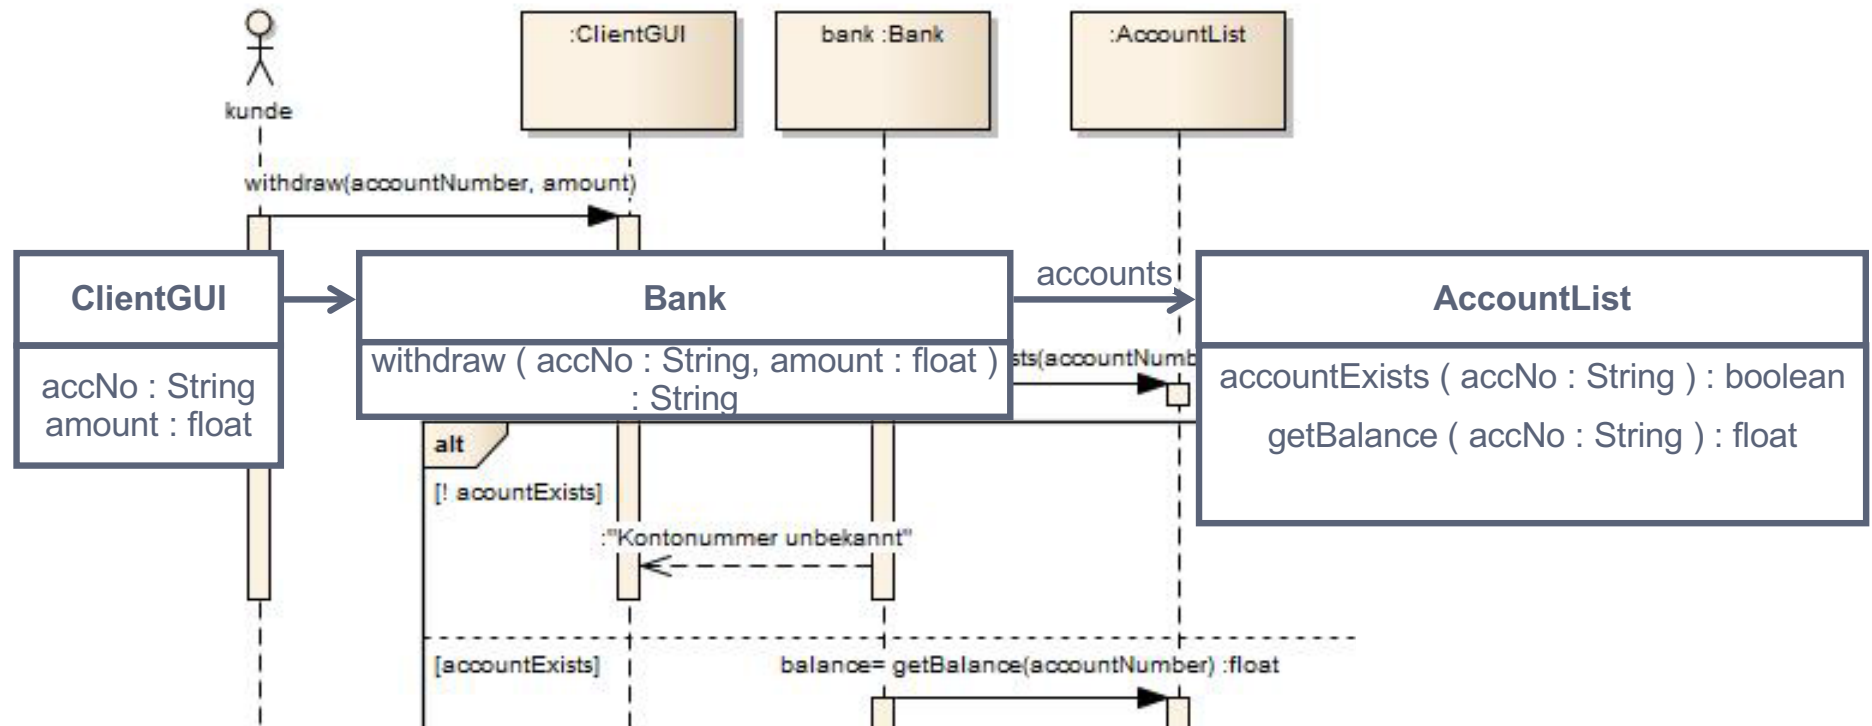 :ClientGUI
bank :Bank
:AccountList
kunde
withdraw(accountNumber, amount)
ClientGUI
Bank
accounts
AccountList
accNo : String
amount : float
withdraw ( accNo : String, amount : float )
: String
sts(accountNumb
accountExists ( accNo : String ) : boolean
getBalance ( accNo : String ) : float
alt
[! acountExists]
:"Kontonummer unbekannt"
[accountExists]
balance= getBalance(accountNumber) :float